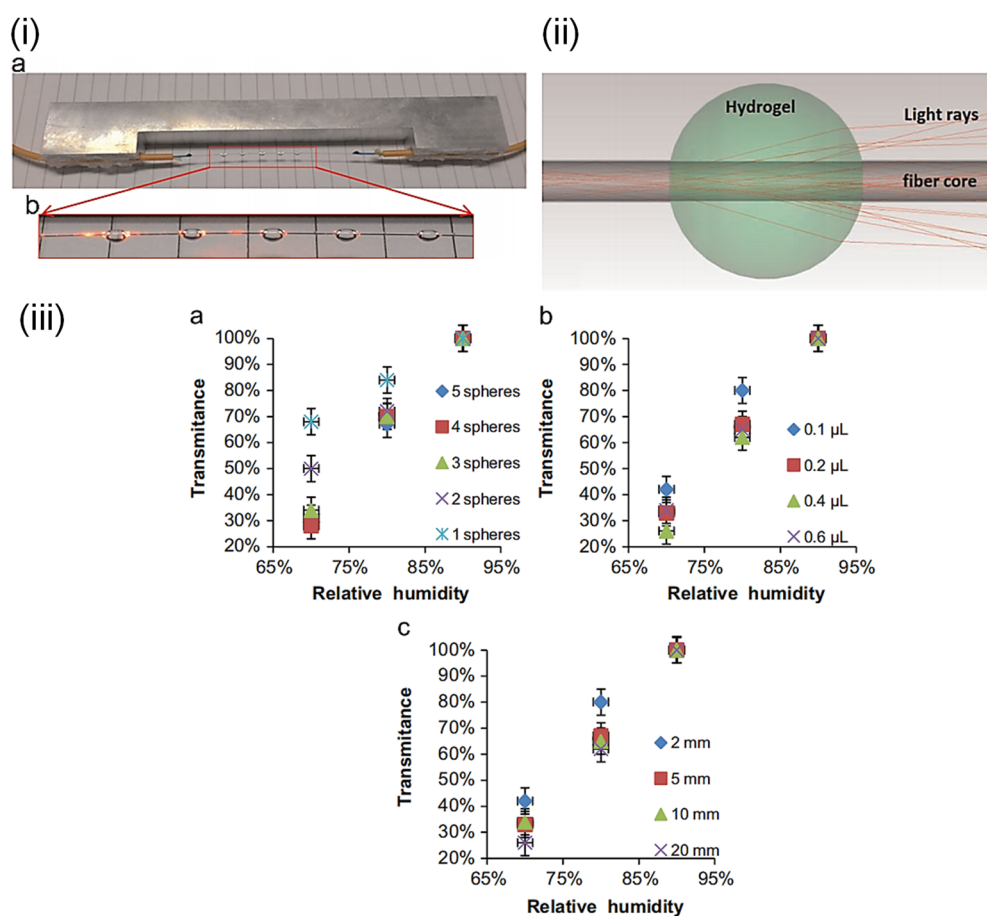 (i)
a
b
(ii)
Hydrogel
Light rays
fiber core
(iii)
a
Transmitance
100%
90%
80%
70%
60%
50%
40%
30%
20%
65%
75%
85%
95%
Relative humidity
5 spheres
4 spheres
3 spheres
2 spheres
1 spheres
b
Transmitance
100%
90%
80%
70%
60%
50%
40%
30%
20%
65%
75%
85%
95%
Relative humidity
0.1 µL
0.2 µL
0.4 µL
0.6 µL
c
Transmitance
100%
90%
80%
70%
60%
50%
40%
30%
20%
65%
75%
85%
95%
Relative humidity
2 mm
5 mm
10 mm
20 mm